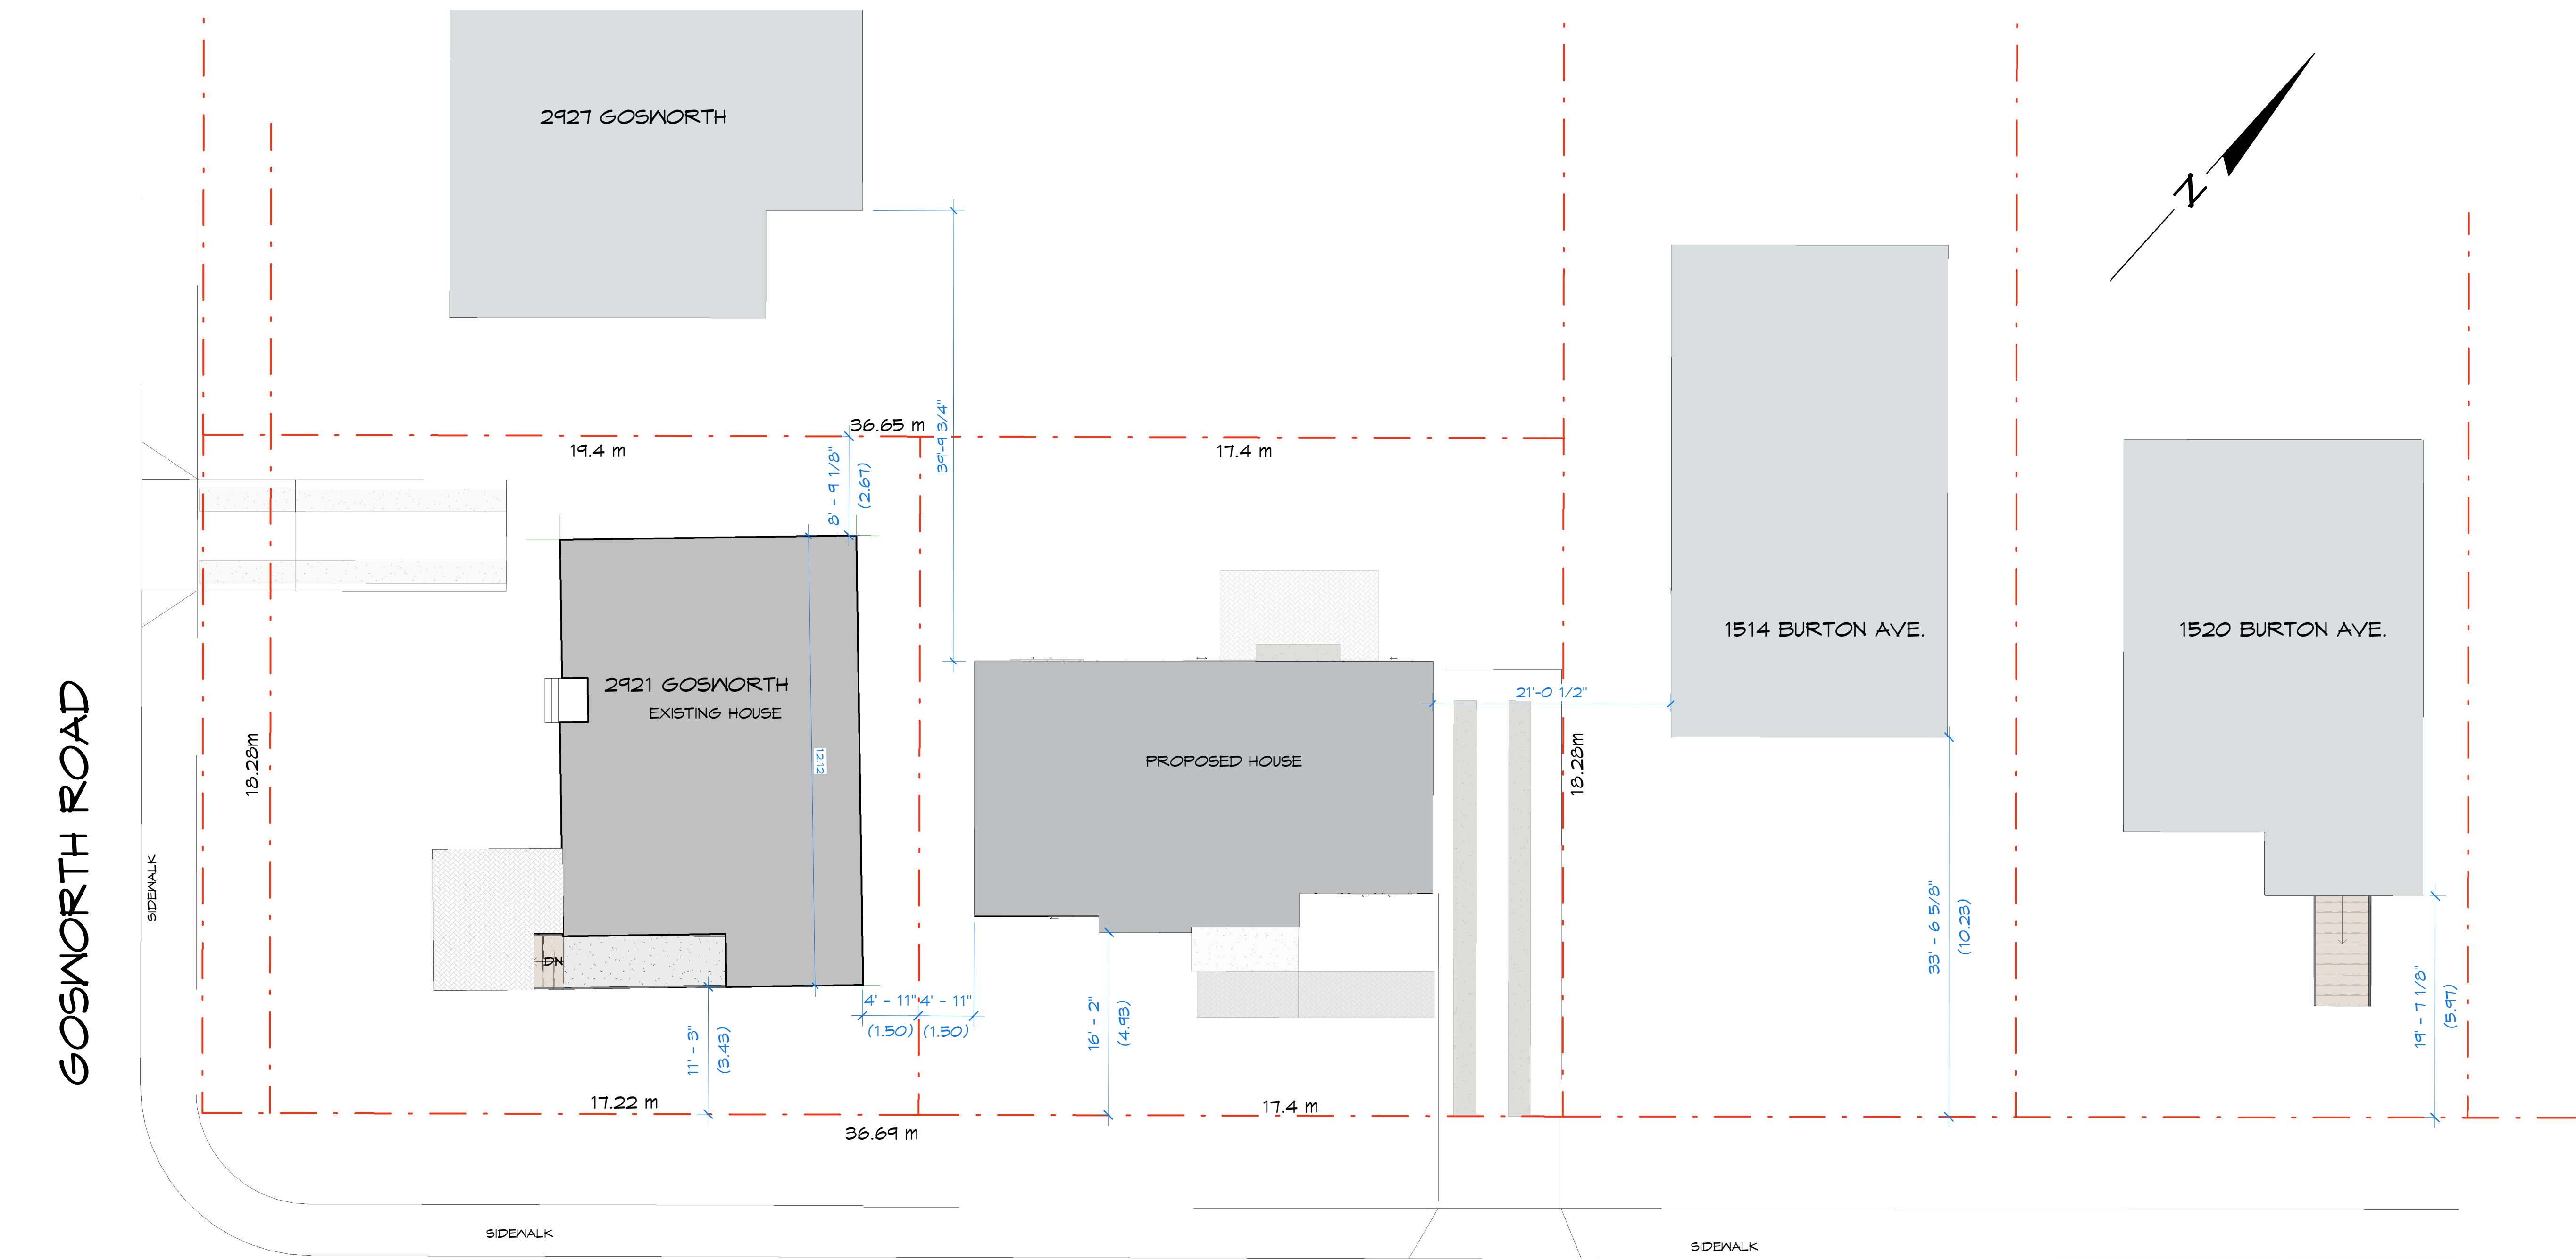 2927 GOSWORTH
N
36.65 m
19.4 m
17.4 m
39'-9 3/4"
8' - 9 1/8"
(2.67)
1514 BURTON AVE.
1520 BURTON AVE.
2921 GOSWORTH
EXISTING HOUSE
21'-0 1/2"
12.12
PROPOSED HOUSE
18.28m
18.28m
GOSWORTH ROAD
SIDEWALK
DN
4' - 11"
4' - 11"
(1.50)
(1.50)
11' - 3"
(3.43)
16' - 2"
(4.93)
33' - 6 5/8"
(10.23)
19' - 7 1/8"
(5.97)
17.22 m
17.4 m
36.69 m
SIDEWALK
SIDEWALK